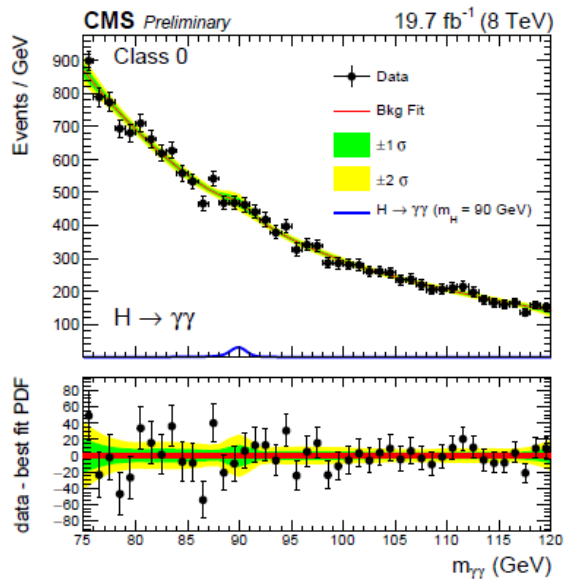 CMS Preliminary 19.7 fb⁻¹ (8 TeV)
Class 0
Events / GeV
900
800
700
600
500
400
300
200
100
Data
Bkg Fit
±1 σ
±2 σ
H → γγ (m_H = 90 GeV)
H → γγ
data - best fit PDF
80
60
40
20
0
−20
−40
−60
−80
75 80 85 90 95 100 105 110 115 120
m_γγ (GeV)